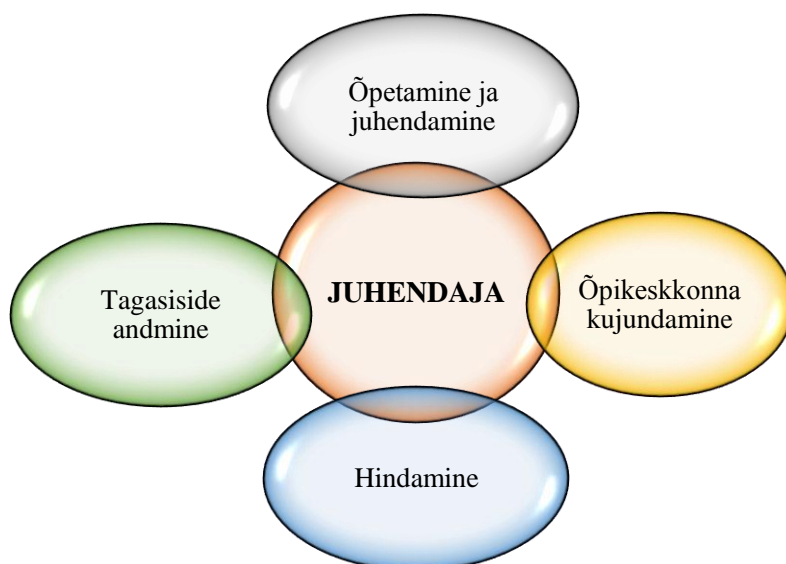 Õpetamine ja
juhendamine
JUHENDAJA
Tagasiside
andmine
Õpikeskkonna
kujundamine
Hindamine